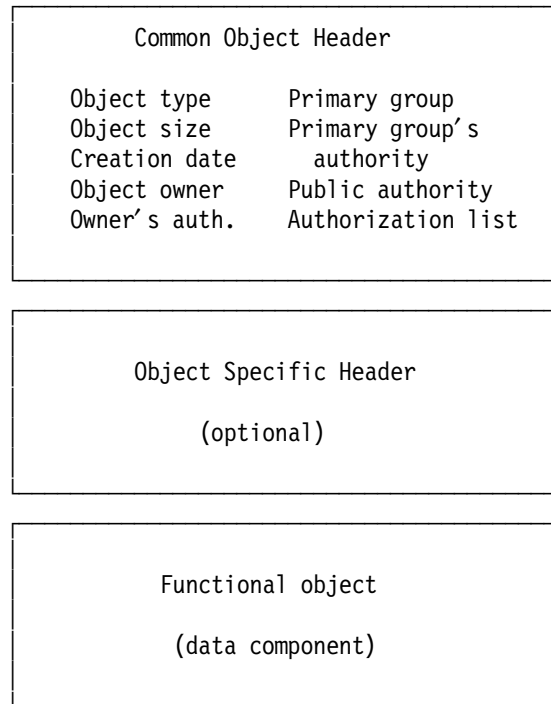 Common Object Header
Object type Primary group
Object size Primary group's
Creation date authority
Object owner Public authority
Owner's auth. Authorization list
Object Specific Header
(optional)
Functional object
(data component)